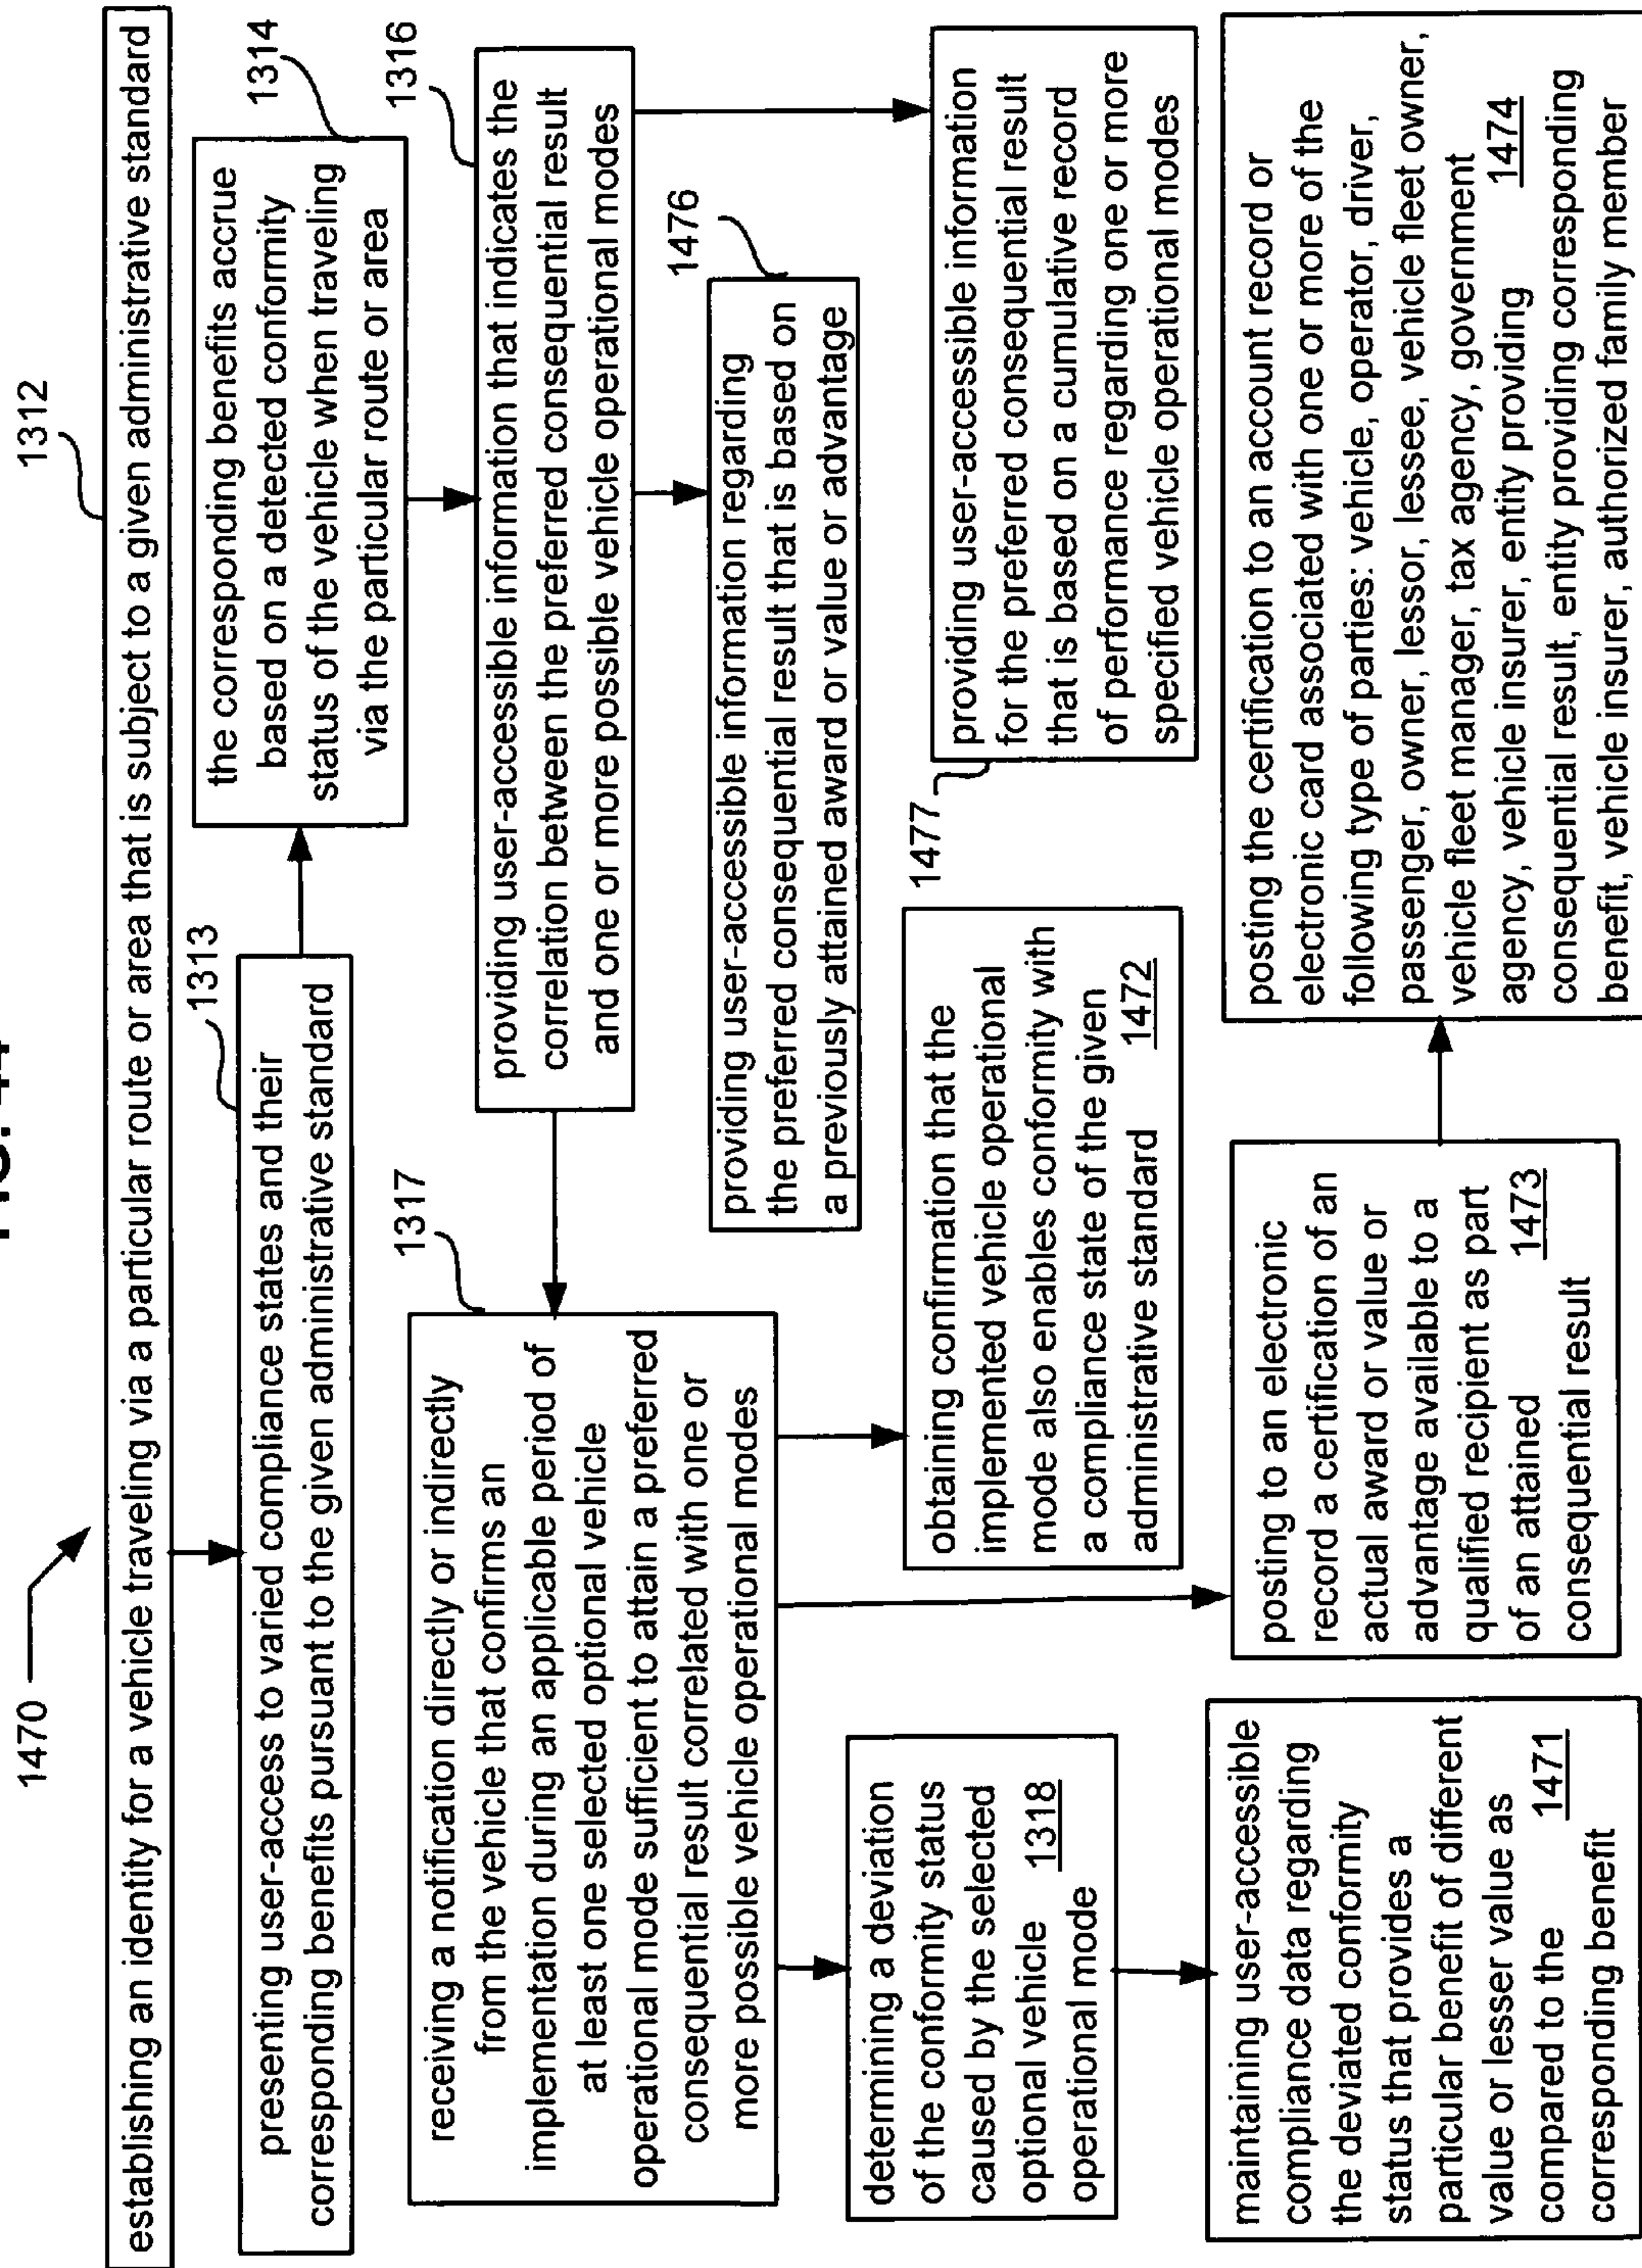 1470
1312
establishing an identity for a vehicle traveling via a particular route or area that is subject to a given administrative standard
1313
presenting user-access to varied compliance states and their
corresponding benefits pursuant to the given administrative standard
1314
the corresponding benefits accrue
based on a detected conformity
status of the vehicle when traveling
via the particular route or area
1316
providing user-accessible information that indicates the
correlation between the preferred consequential result
and one or more possible vehicle operational modes
1317
receiving a notification directly or indirectly
from the vehicle that confirms an
implementation during an applicable period of
at least one selected optional vehicle
operational mode sufficient to attain a preferred
consequential result correlated with one or
more possible vehicle operational modes
1476
providing user-accessible information regarding
the preferred consequential result that is based on
a previously attained award or value or advantage
1477
providing user-accessible information
for the preferred consequential result
that is based on a cumulative record
of performance regarding one or more
specified vehicle operational modes
determining a deviation
of the conformity status
caused by the selected
optional vehicle 1318
operational mode
obtaining confirmation that the
implemented vehicle operational
mode also enables conformity with
a compliance state of the given
administrative standard 1472
maintaining user-accessible
compliance data regarding
the deviated conformity
status that provides a
particular benefit of different
value or lesser value as
compared to the 1471
corresponding benefit
posting to an electronic
record a certification of an
actual award or value or
advantage available to a
qualified recipient as part
of an attained 1473
consequential result
posting the certification to an account record or
electronic card associated with one or more of the
following type of parties: vehicle, operator, driver,
passenger, owner, lessor, lessee, vehicle fleet owner,
vehicle fleet manager, tax agency, government
agency, vehicle insurer, entity providing 1474
consequential result, entity providing corresponding
benefit, vehicle insurer, authorized family member